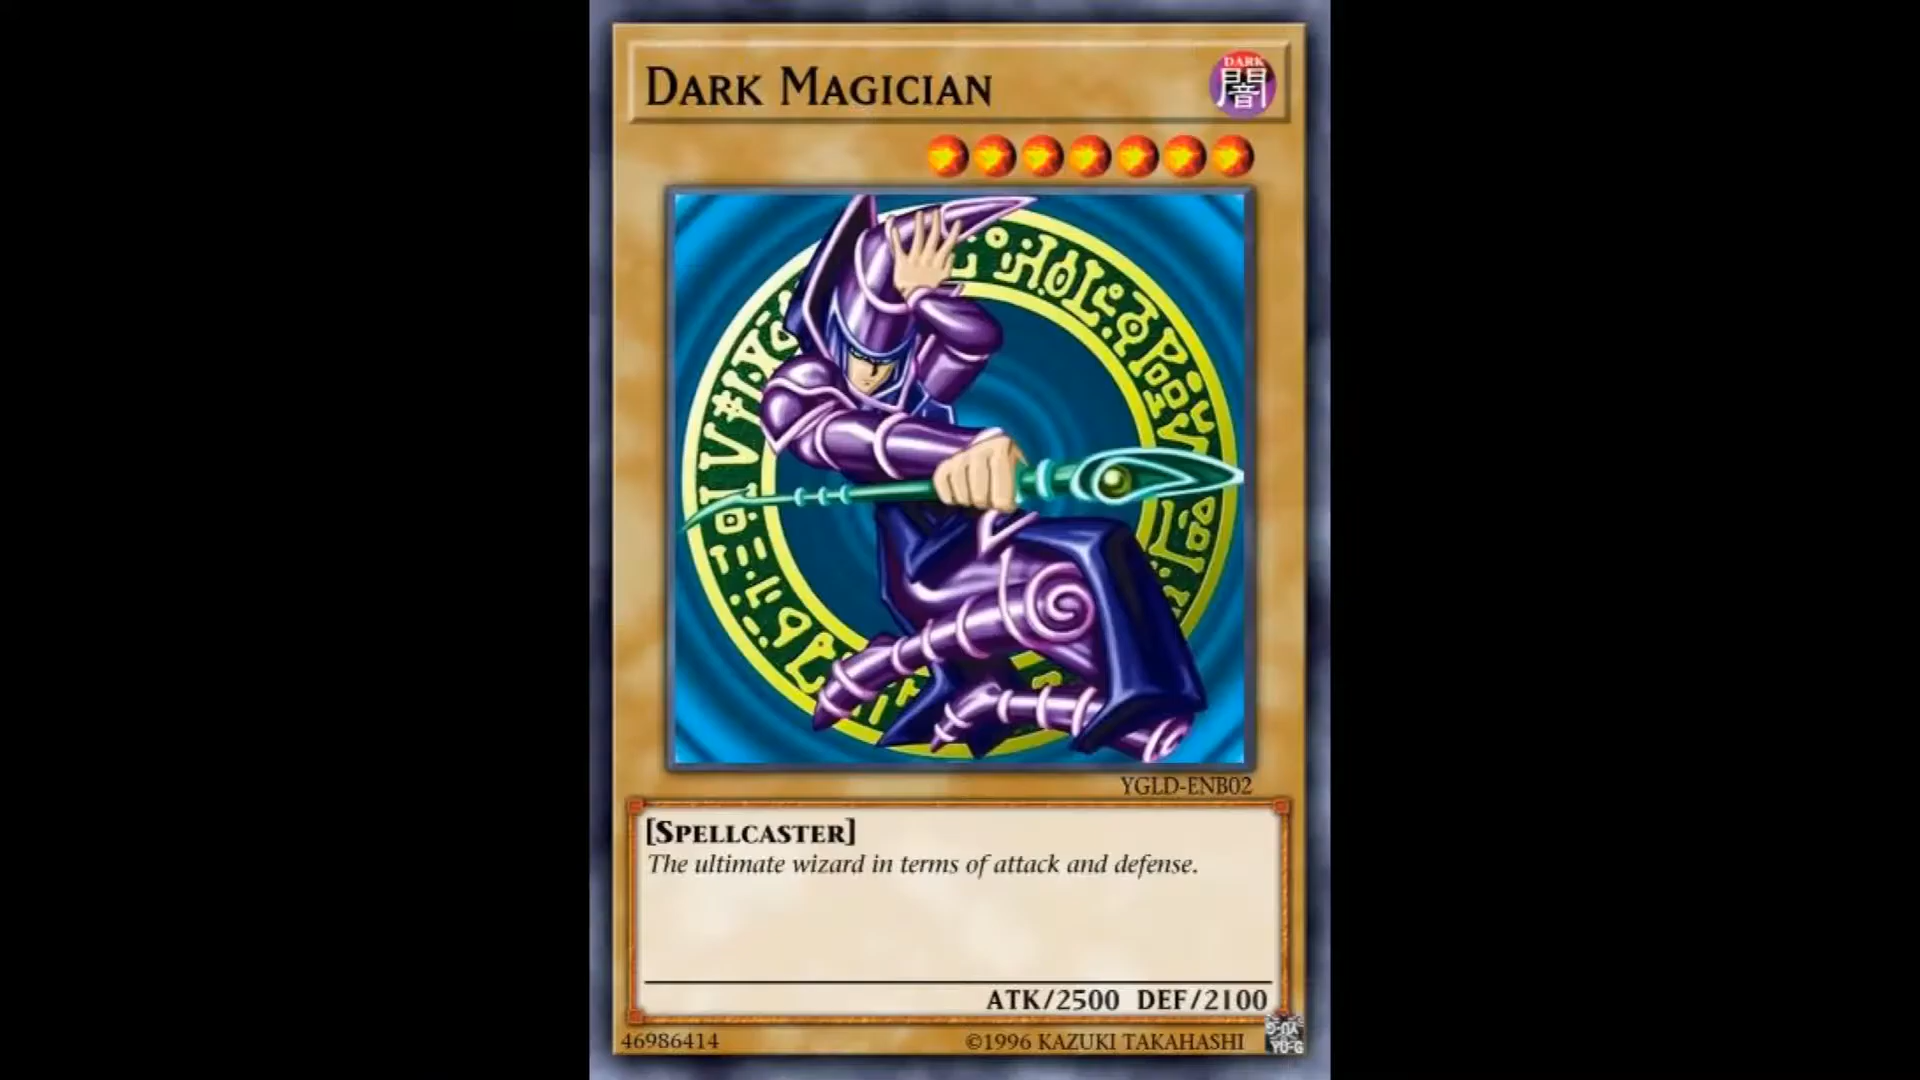 DARK MAGICIAN
DARK
闇
YGLD-ENB02
[SPELLCASTER]
The ultimate wizard in terms of attack and defense.
ATK/2500 DEF/2100
46986414
©1996 KAZUKI TAKAHASHI